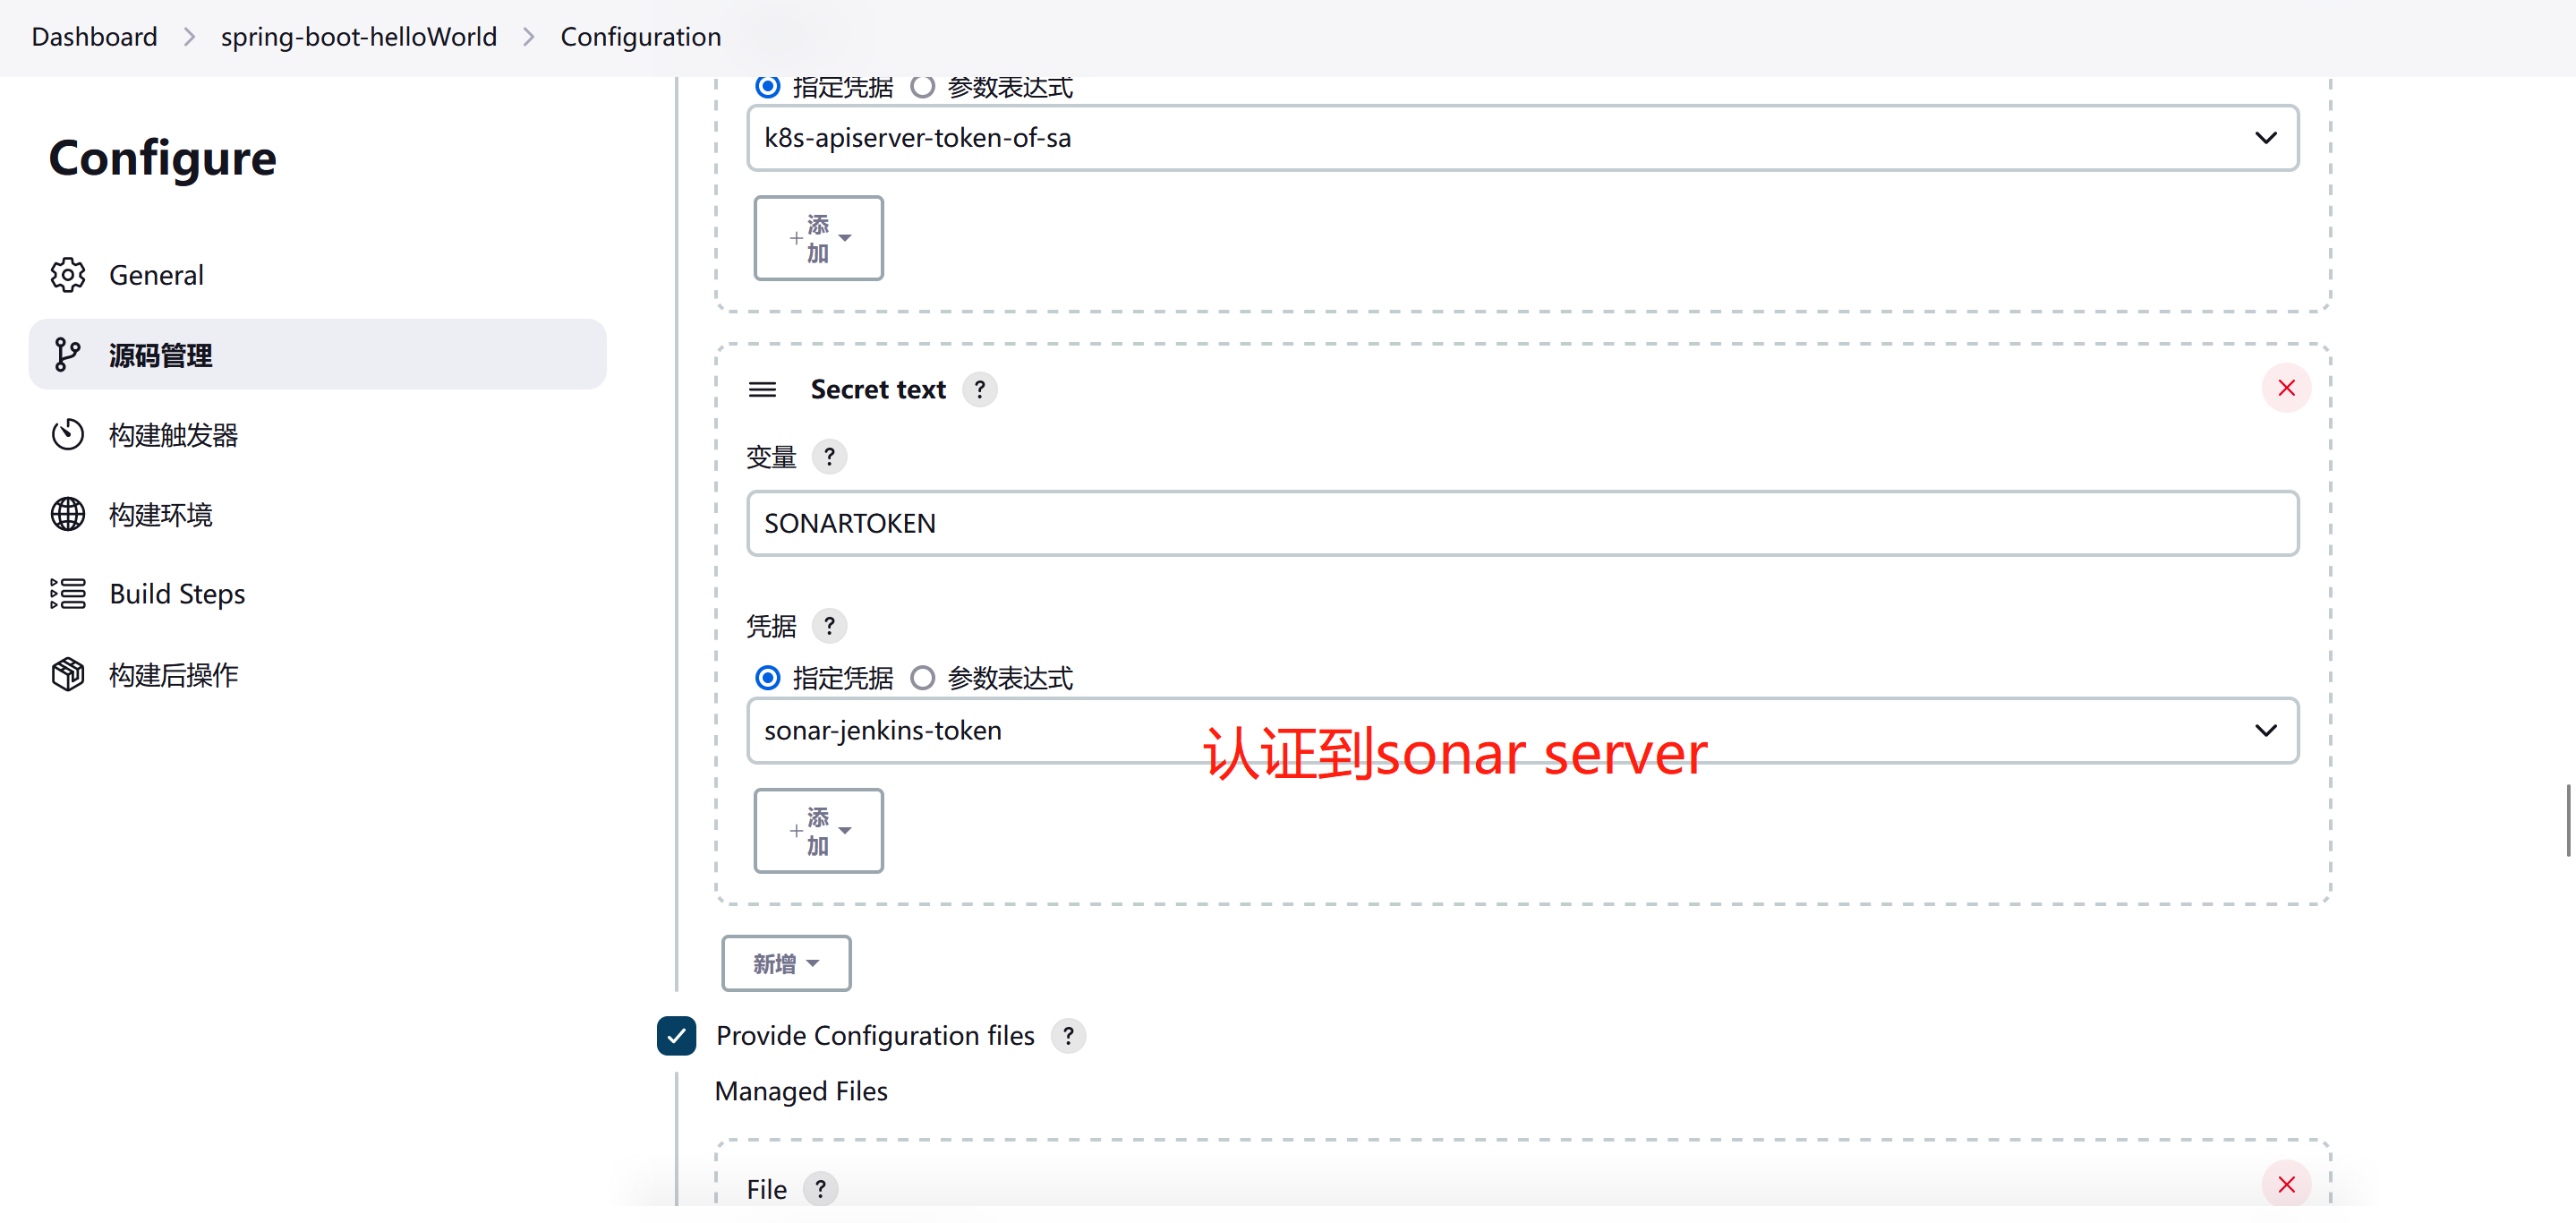 Dashboard > spring-boot-helloWorld > Configuration
Configure
General
源码管理
构建触发器
构建环境
Build Steps
构建后操作
指定凭据 参数表达式
k8s-apiserver-token-of-sa
+添加
Secret text ?
变量 ?
SONARTOKEN
凭据 ?
指定凭据 参数表达式
sonar-jenkins-token
认证到sonar server
+添加
新增
Provide Configuration files ?
Managed Files
File ?